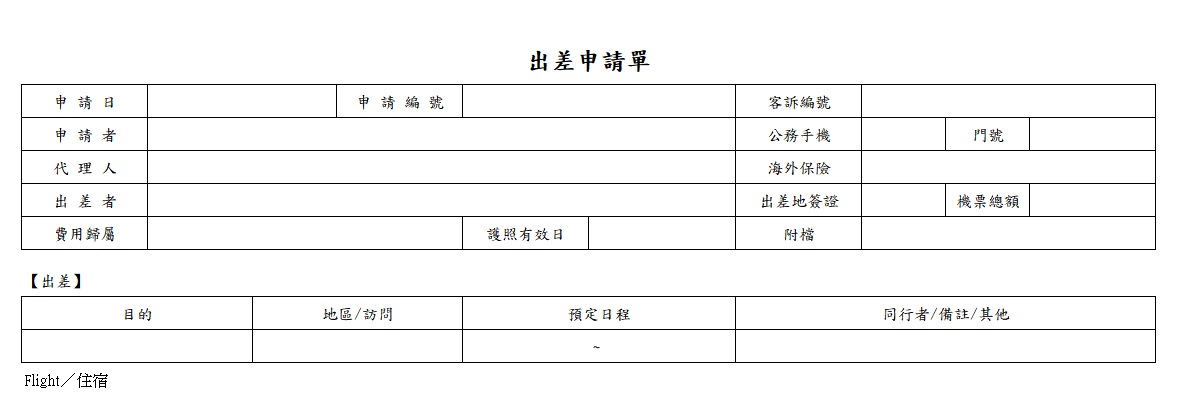 出差申請單
申 請 日 申 請 編 號 客訴編號
申 請 者 公務手機 門號
代 理 人 海外保險
出 差 者 出差地簽證 機票總額
費用歸屬 護照有效日 附檔
【出差】
目的 地區/訪問 預定日程 同行者/備註/其他
~
Flight／住宿